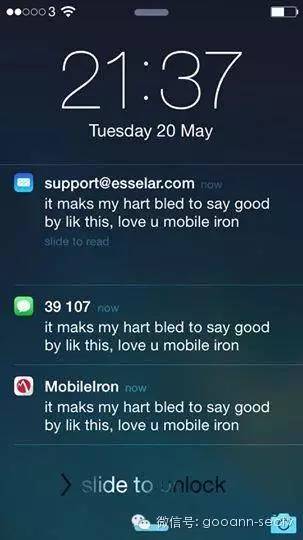 3
21:37
Tuesday 20 May
support@esselar.com now
it maks my hart bled to say good
by lik this, love u mobile iron
slide to read
39 107 now
it maks my hart bled to say good
by lik this, love u mobile iron
MobileIron now
it maks my hart bled to say good
by lik this, love u mobile iron
slide to unlock
微信号: gooann-sectv